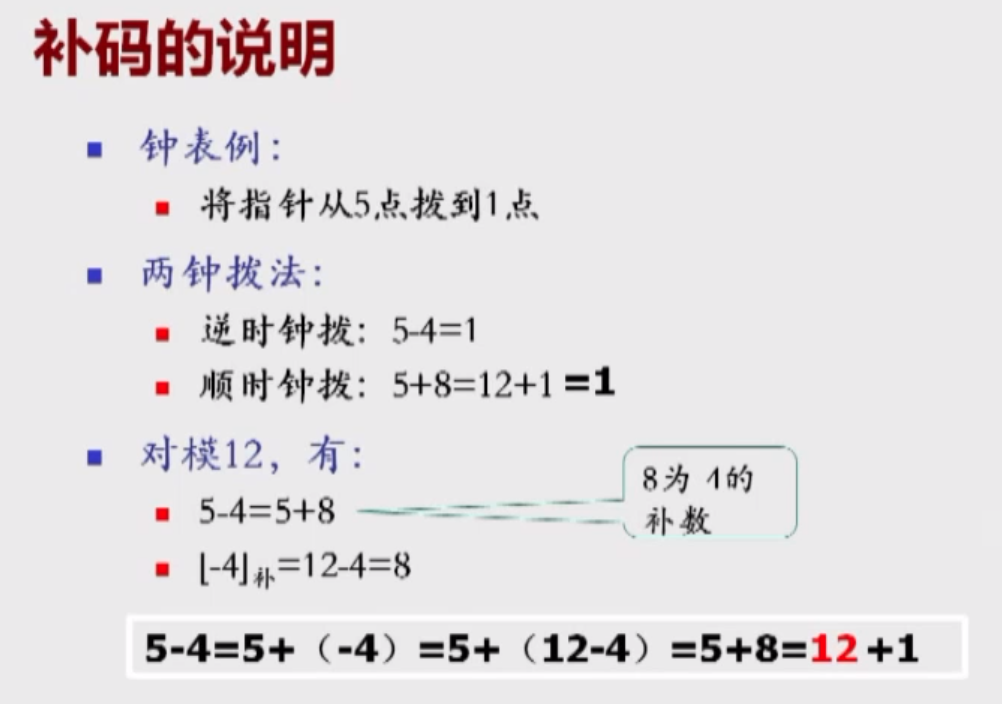 补码的说明
钟表例：
将指针从5点拨到1点
两钟拨法：
逆时钟拨：5-4=1
顺时钟拨：5+8=12+1 =1
对模12，有：
5-4=5+8
8为 4的
补数
[-4]补=12-4=8
5-4=5+（-4）=5+（12-4）=5+8=12+1